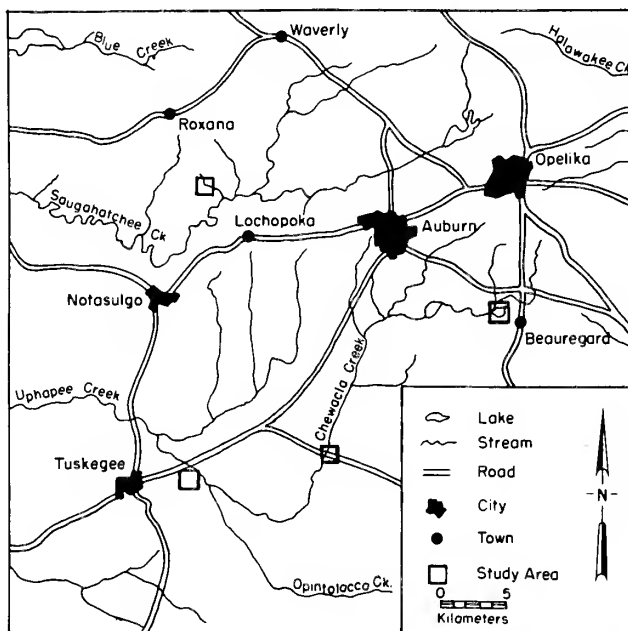 Blue Creek
Waverly
Halawakee Ck.
Roxana
Opelika
Saugahatchee Ck
Lochopoka
Auburn
Notasulgo
Beauregard
Uphapee Creek
Chewacla Creek
Tuskegee
Opintolocca Ck.
Lake
Stream
Road
City
Town
Study Area
-N-
0 5
Kilometers